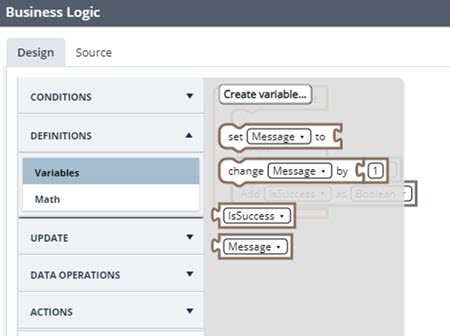 Business Logic
Design Source
CONDITIONS
DEFINITIONS
Variables
Math
UPDATE
DATA OPERATIONS
ACTIONS
Create variable...
set Message to
change Message by 1
Add IsSuccess as Boolean
IsSuccess
Message